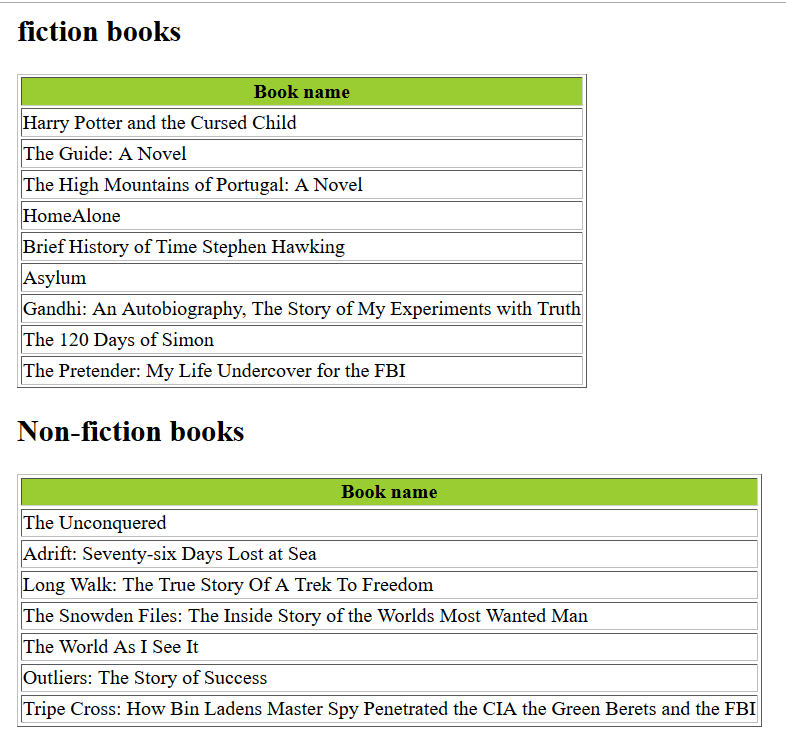 fiction books
Book name
Harry Potter and the Cursed Child
The Guide: A Novel
The High Mountains of Portugal: A Novel
HomeAlone
Brief History of Time Stephen Hawking
Asylum
Gandhi: An Autobiography, The Story of My Experiments with Truth
The 120 Days of Simon
The Pretender: My Life Undercover for the FBI
Non-fiction books
Book name
The Unconquered
Adrift: Seventy-six Days Lost at Sea
Long Walk: The True Story Of A Trek To Freedom
The Snowden Files: The Inside Story of the Worlds Most Wanted Man
The World As I See It
Outliers: The Story of Success
Tripe Cross: How Bin Ladens Master Spy Penetrated the CIA the Green Berets and the FBI